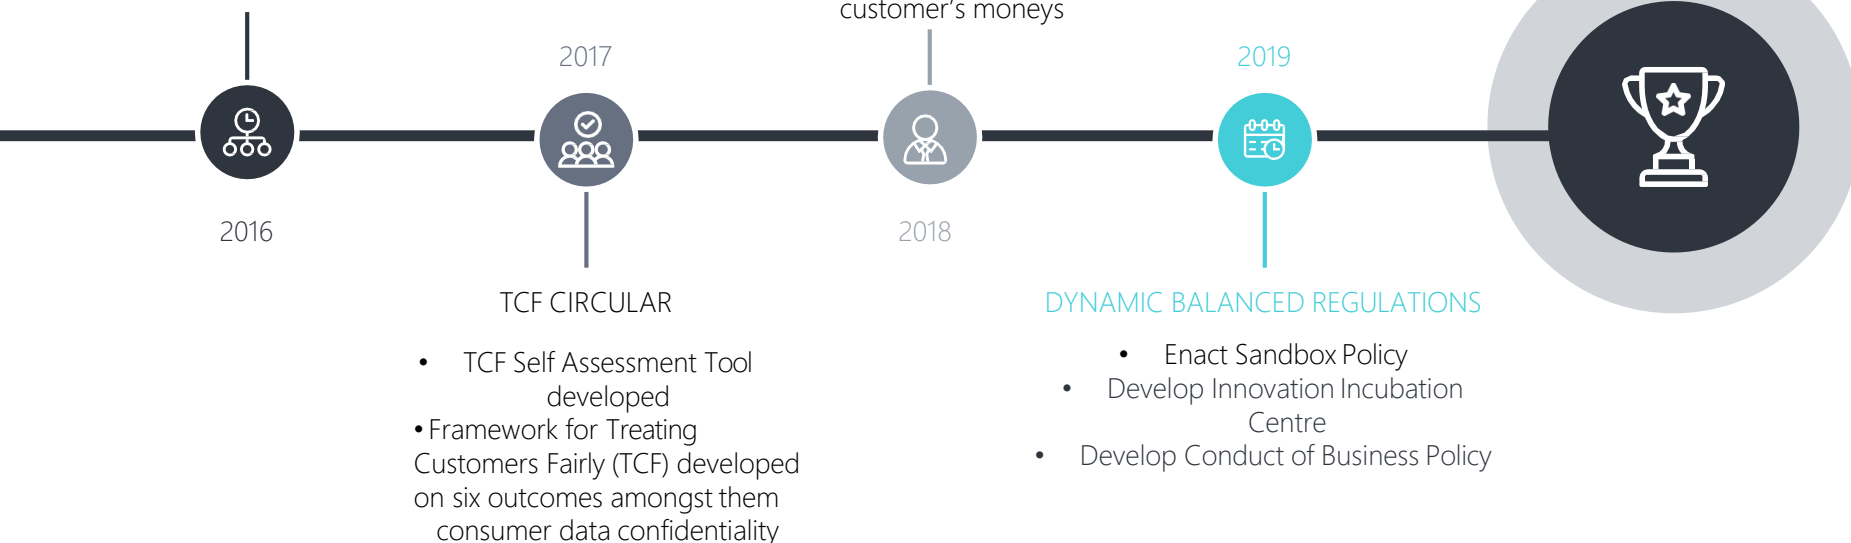 customer's moneys
2017
2019
2016
2018
TCF CIRCULAR
• TCF Self Assessment Tool
developed
• Framework for Treating
Customers Fairly (TCF) developed
on six outcomes amongst them
consumer data confidentiality
DYNAMIC BALANCED REGULATIONS
• Enact Sandbox Policy
• Develop Innovation Incubation
Centre
• Develop Conduct of Business Policy